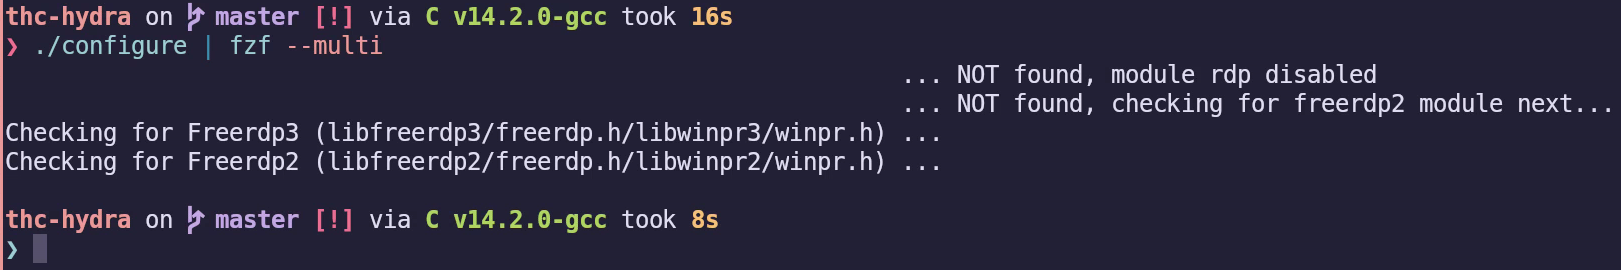 thc-hydra on master [!] via C v14.2.0-gcc took 16s
❯ ./configure | fzf --multi
... NOT found, module rdp disabled
... NOT found, checking for freerdp2 module next...
Checking for Freerdp3 (libfreerdp3/freerdp.h/libwinpr3/winpr.h) ...
Checking for Freerdp2 (libfreerdp2/freerdp.h/libwinpr2/winpr.h) ...
thc-hydra on master [!] via C v14.2.0-gcc took 8s
❯